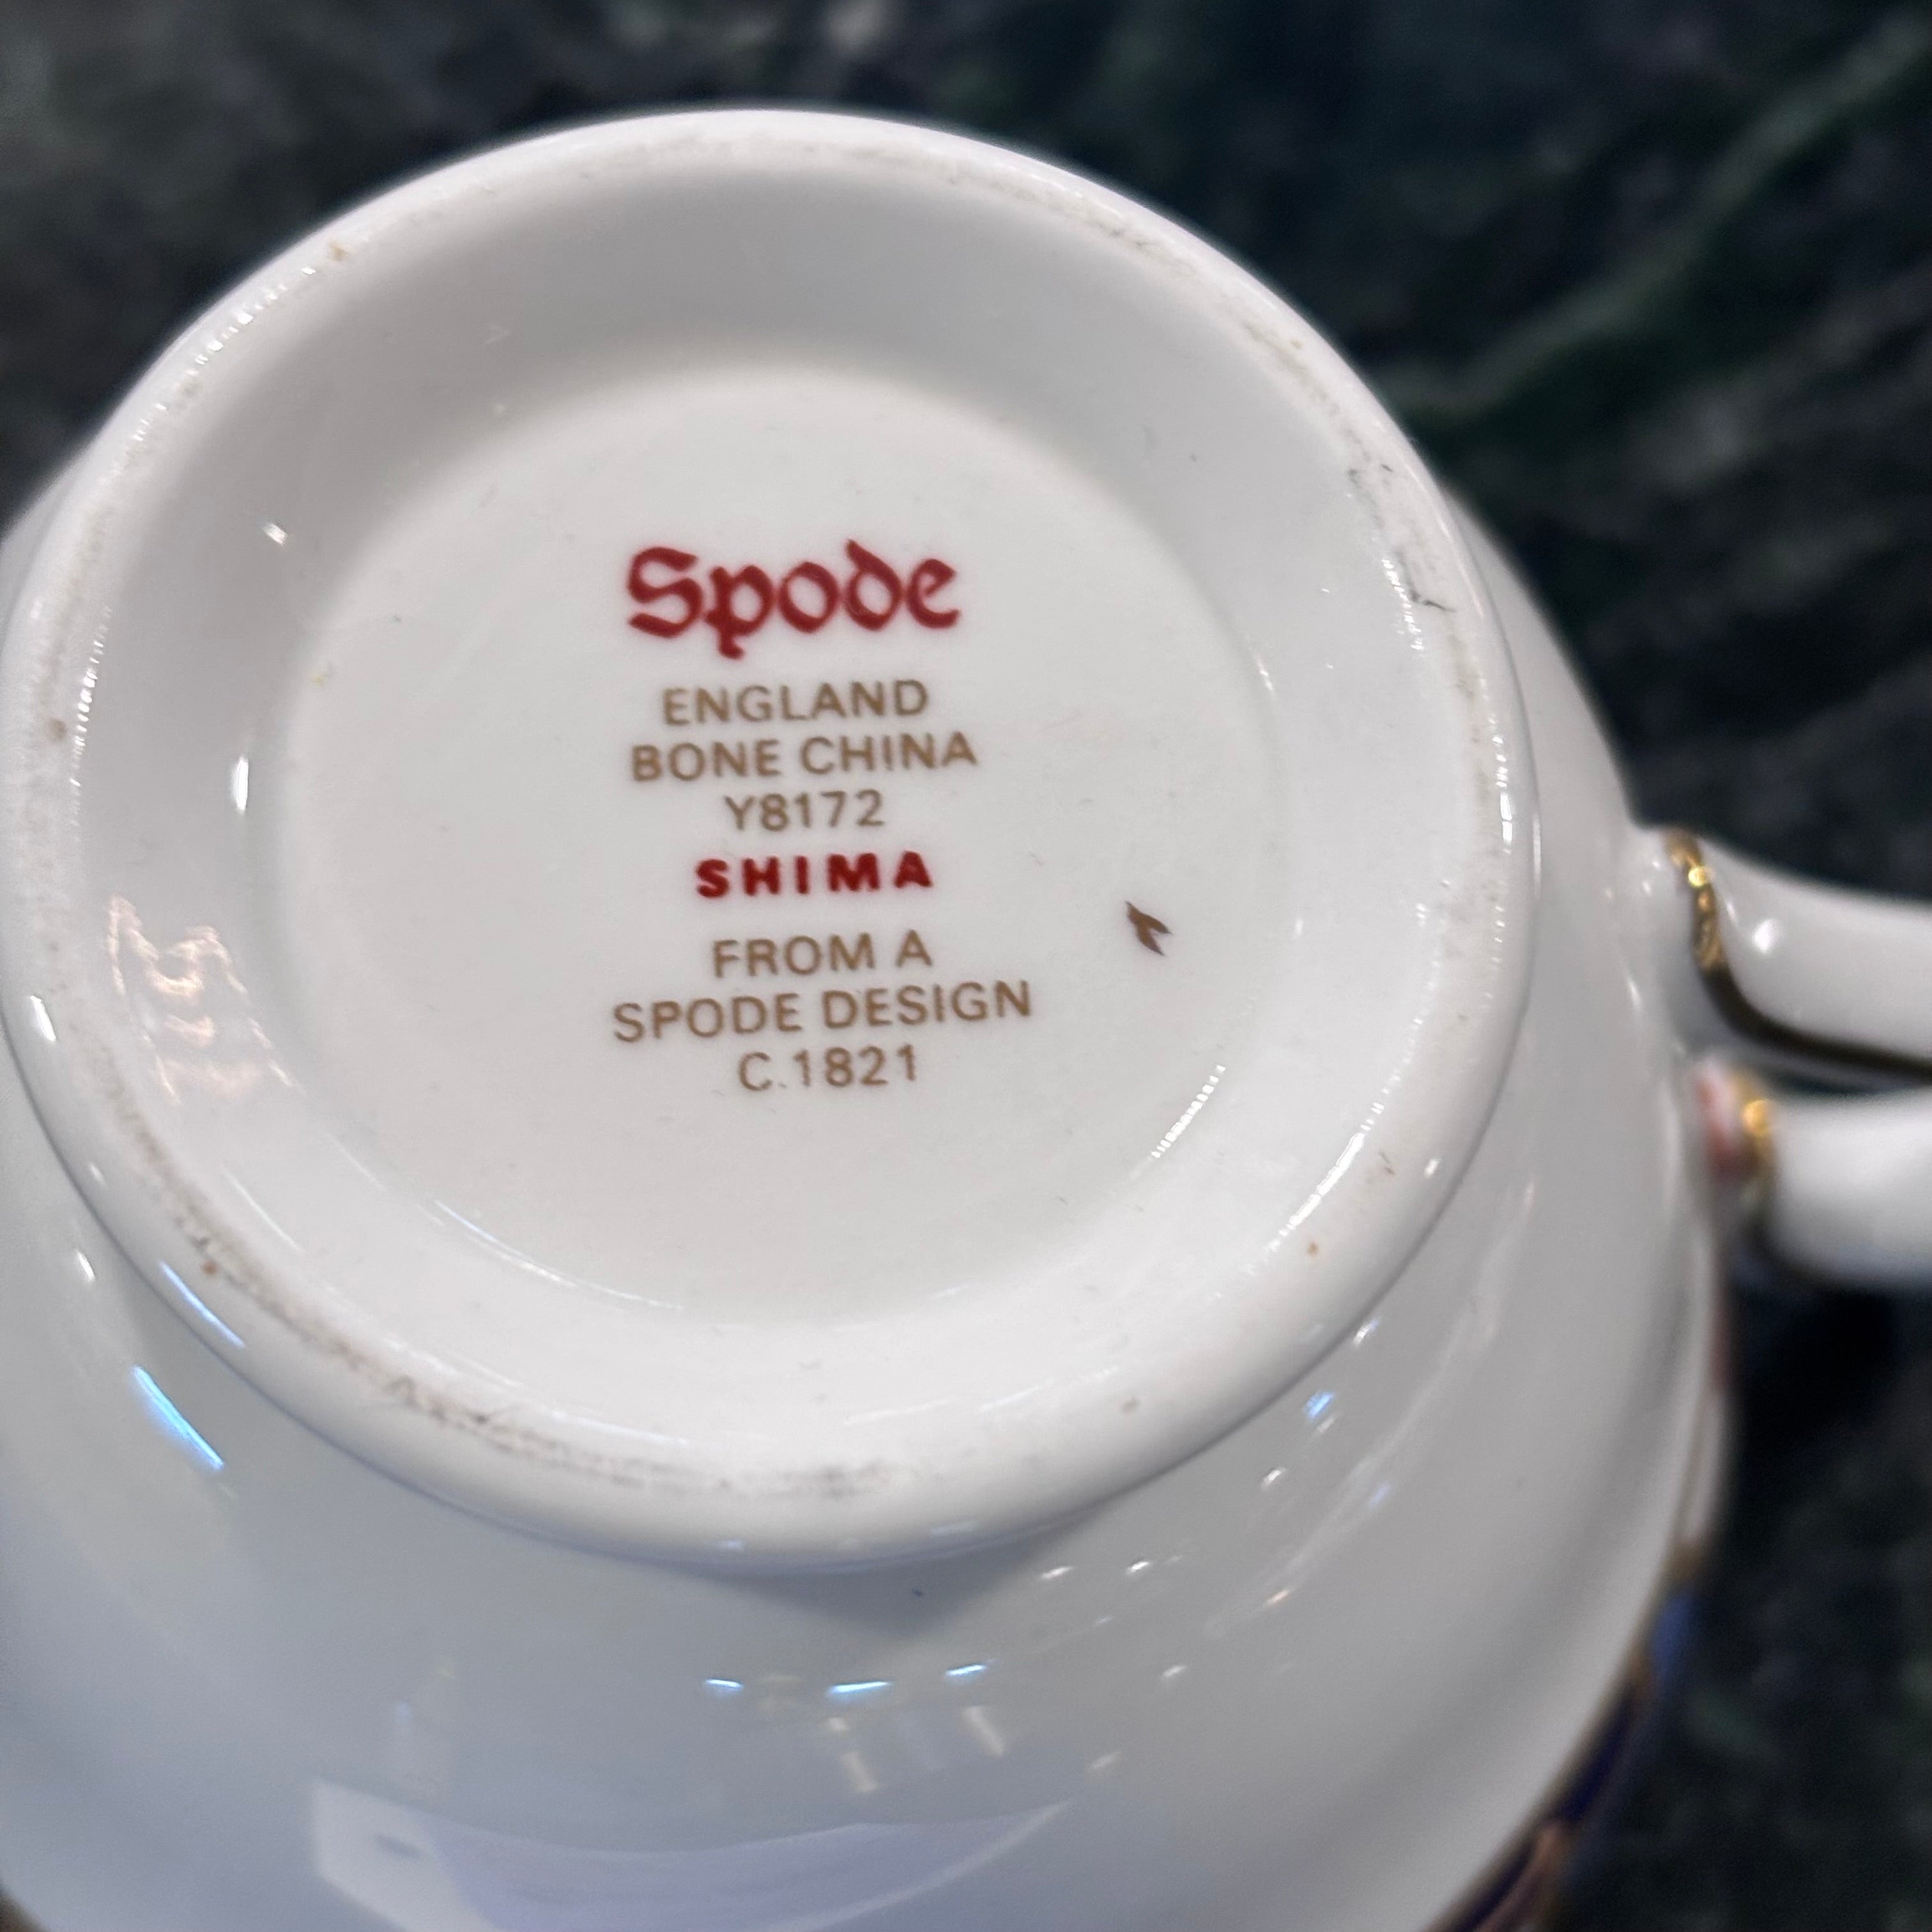 Spode
ENGLAND
BONE CHINA
Y8172
SHIMA
FROM A
SPODE DESIGN
C.1821